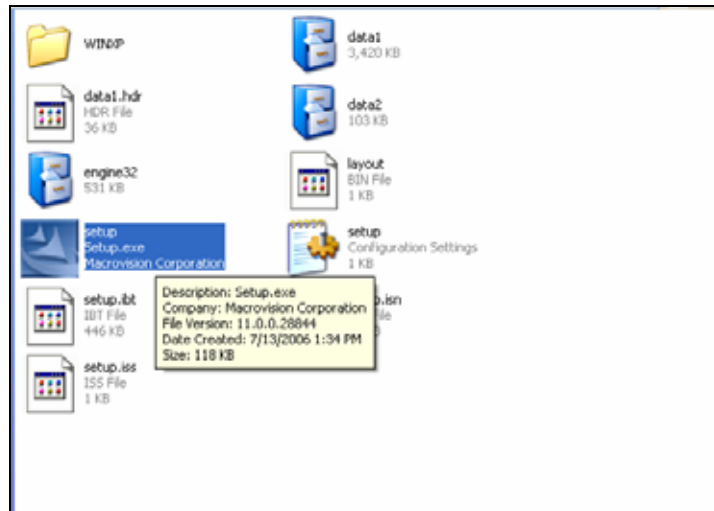 WINXP
data1
3,420 KB
data1.hdr
HDR File
36 KB
data2
103 KB
engine32
531 KB
layout
BIN File
1 KB
setup
Setup.exe
Macrovision Corporation
setup
Configuration Settings
1 KB
setup.ibt
IBT File
446 KB
.isn
Description: Setup.exe
Company: Macrovision Corporation
File Version: 11.0.0.28844
Date Created: 7/13/2006 1:34 PM
Size: 118 KB
setup.iss
ISS File
1 KB